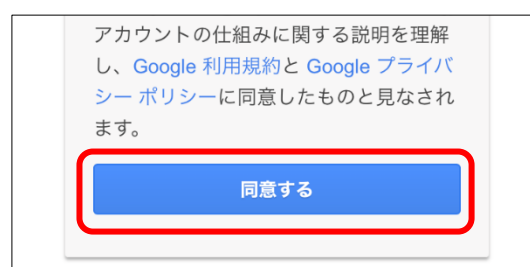 アカウントの仕組みに関する説明を理解
し、Google 利用規約と Google プライバ
シー ポリシーに同意したものと見なされ
ます。
同意する